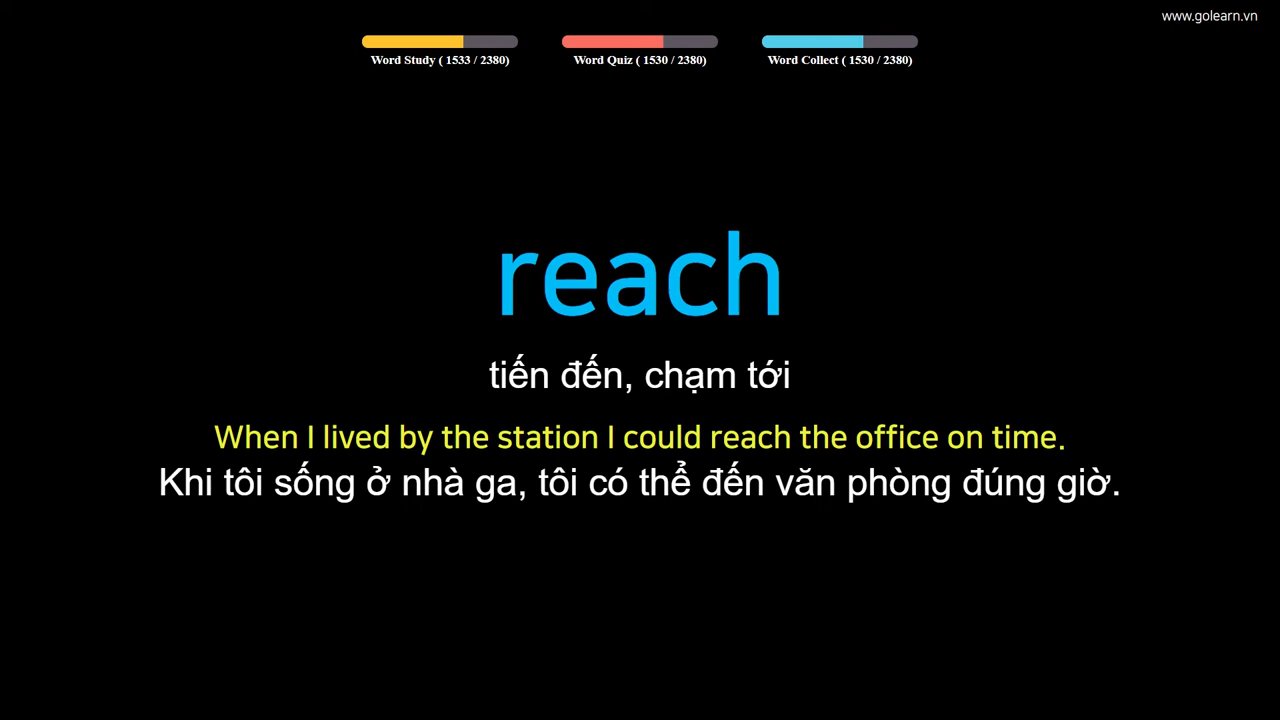 www.golearn.vn
Word Study ( 1533 / 2380)
Word Quiz ( 1530 / 2380)
Word Collect ( 1530 / 2380)
reach
tiến đến, chạm tới
When I lived by the station I could reach the office on time.
Khi tôi sống ở nhà ga, tôi có thể đến văn phòng đúng giờ.